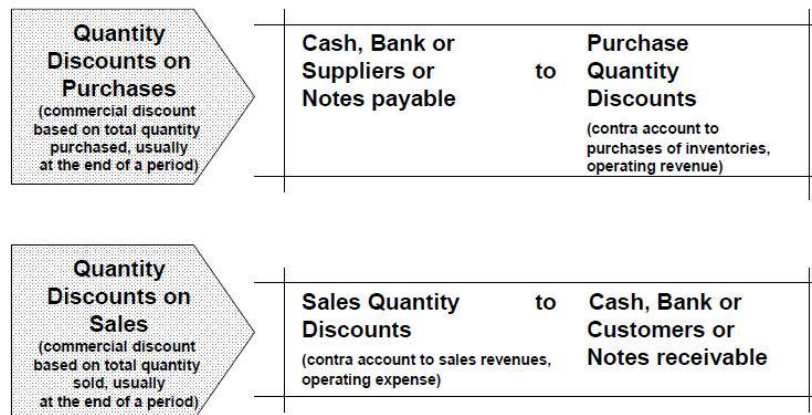 Quantity
Discounts on
Purchases
(commercial discount
based on total quantity
purchased, usually
at the end of a period)
Cash, Bank or
Suppliers or
Notes payable
to
Purchase
Quantity
Discounts
(contra account to
purchases of inventories,
operating revenue)
Quantity
Discounts on
Sales
(commercial discount
based on total quantity
sold, usually
at the end of a period)
Sales Quantity
Discounts
(contra account to sales revenues,
operating expense)
to
Cash, Bank or
Customers or
Notes receivable